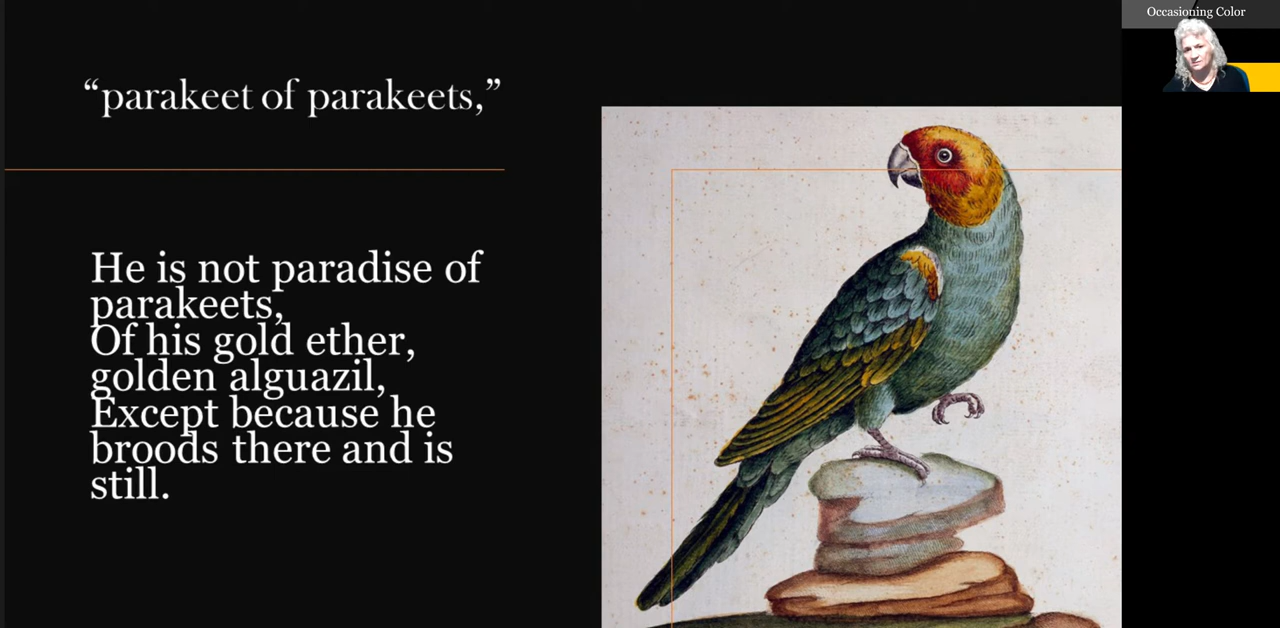 Occasioning Color
“parakeet of parakeets,”
He is not paradise of
parakeets,
Of his gold ether,
golden alguazil,
Except because he
broods there and is
still.